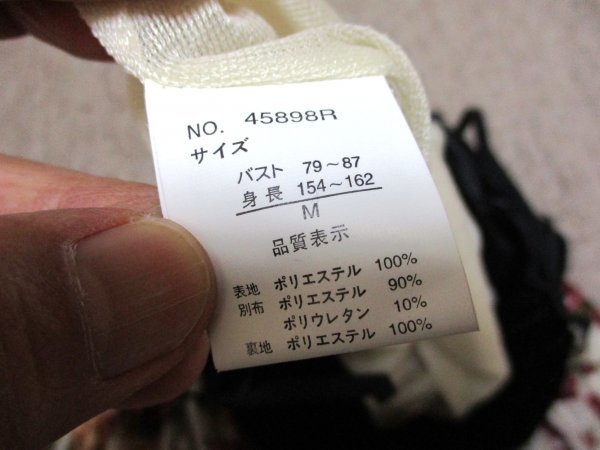 NO. 45898R
サイズ
バスト 79～87
身長 154～162
M
品質表示
表地 ポリエステル 100%
別布 ポリエステル 90%
ポリウレタン 10%
裏地 ポリエステル 100%